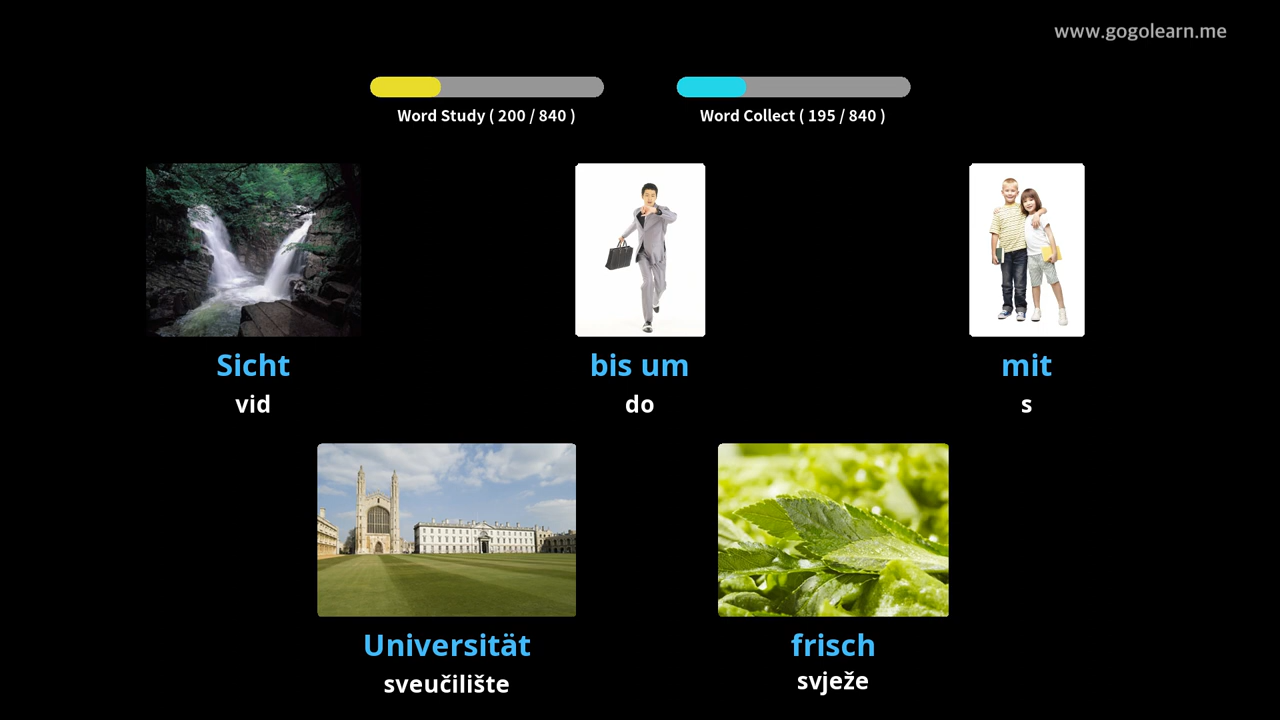 www.gogolearn.me
Word Study ( 200 / 840 )
Word Collect ( 195 / 840 )
Sicht
vid
bis um
do
mit
s
Universität
sveučilište
frisch
svježe